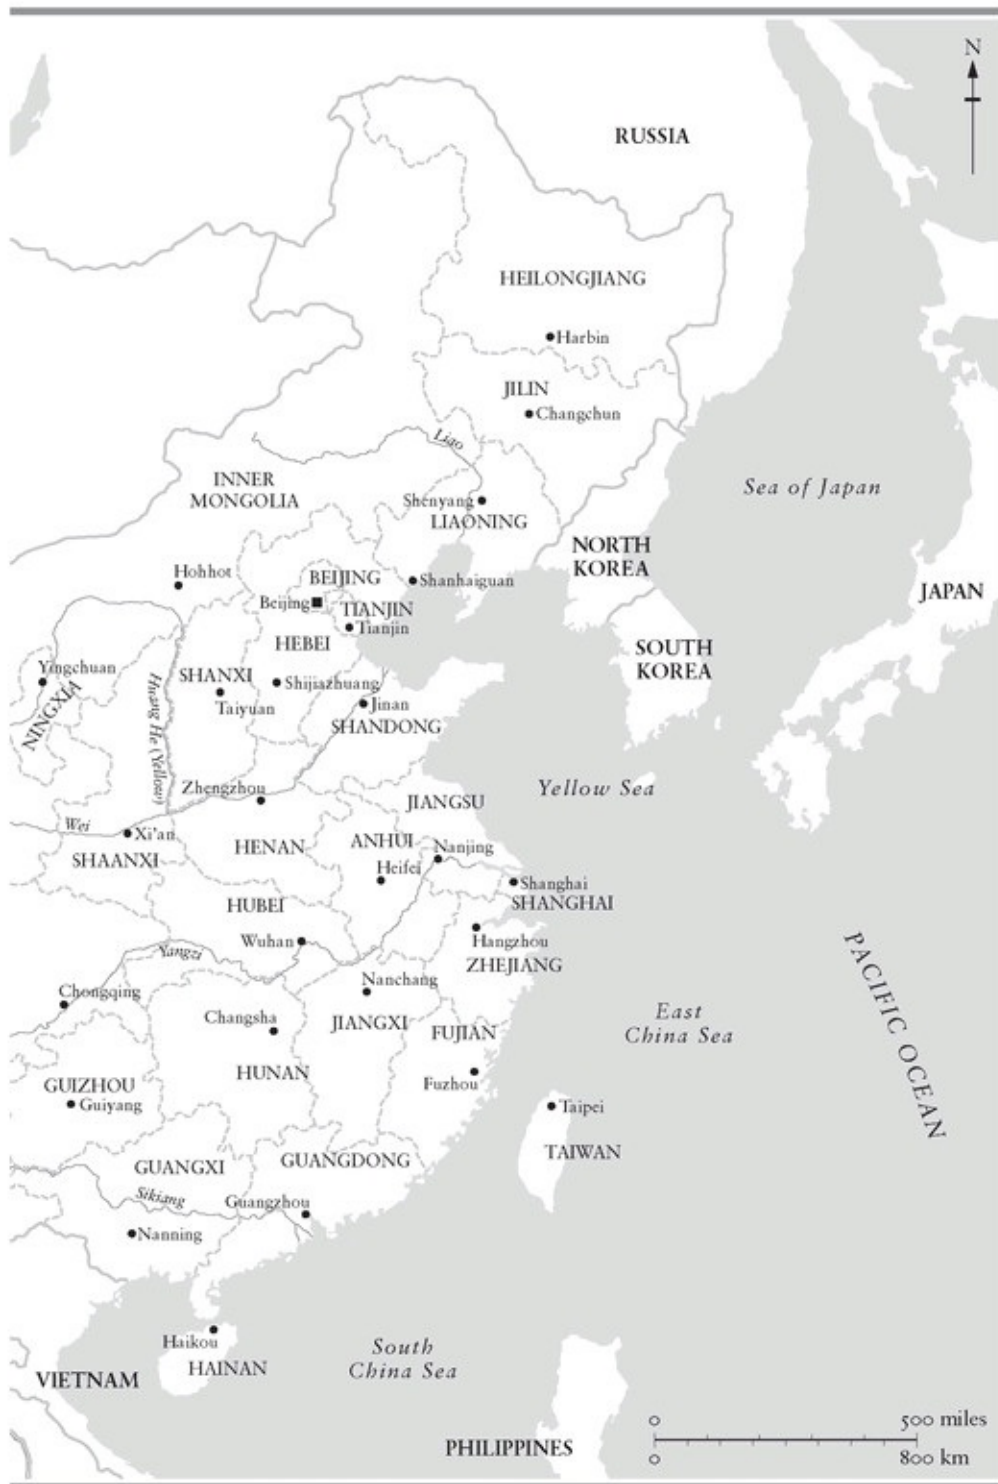 N
RUSSIA
HEILONGJIANG
Harbin
JILIN
Changchun
Liao
INNER
MONGOLIA
Sea of Japan
Shenyang
LIAONING
NORTH
KOREA
Hohhot
BEIJING
Shanhaiguan
JAPAN
Beijing
TIANJIN
Tianjin
HEBEI
SOUTH
KOREA
Yingchuan
NINGXIA
SHANXI
Taiyuan
Shijiazhuang
Jinan
SHANDONG
Huang He (Yellow)
Zhengzhou
Yellow Sea
JIANGSU
Wei
Xi'an
SHAANXI
HENAN
ANHUI
Nanjing
Heifei
Shanghai
SHANGHAI
HUBEI
Wuhan
Hangzhou
ZHEJIANG
Yangzi
PACIFIC OCEAN
Chongqing
Nanchang
Changsha
JIANGXI
FUJIAN
East
China Sea
HUNAN
Fuzhou
GUIZHOU
Guiyang
Taipei
TAIWAN
GUANGXI
GUANGDONG
Sikiang
Guangzhou
Nanning
Haikou
HAINAN
South
China Sea
VIETNAM
PHILIPPINES
0 500 miles
0 800 km